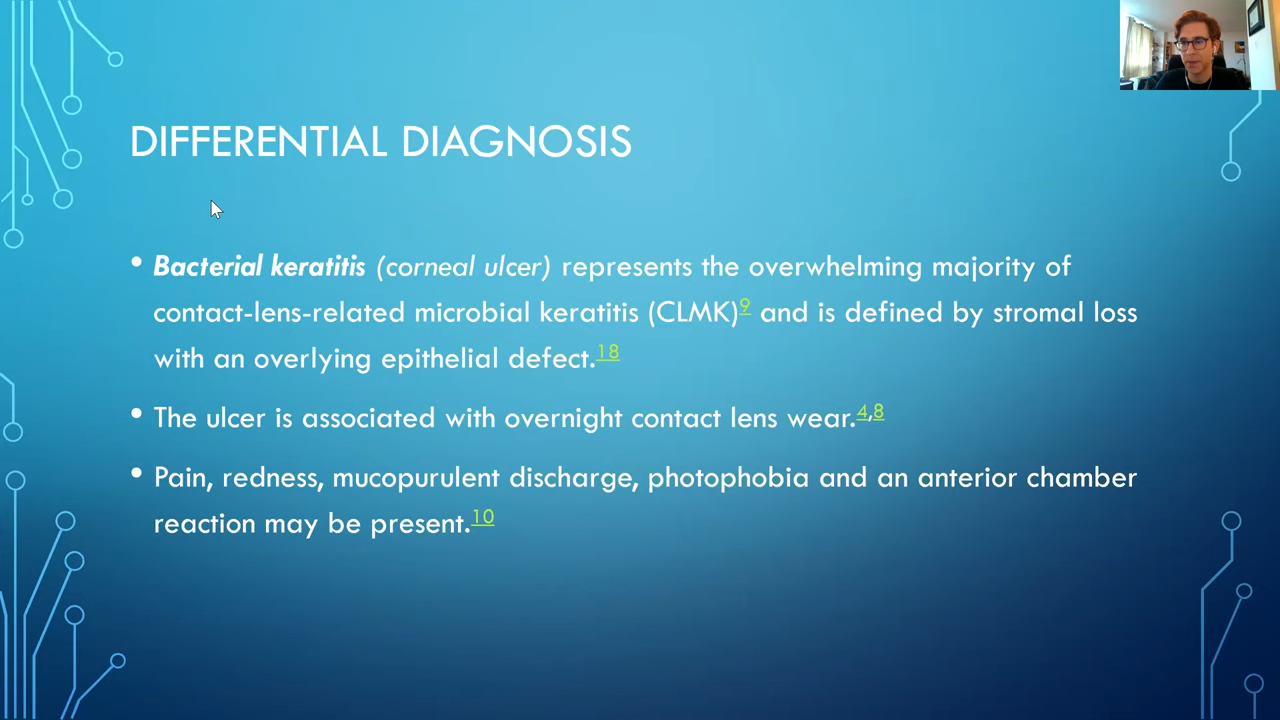 DIFFERENTIAL DIAGNOSIS
• Bacterial keratitis (corneal ulcer) represents the overwhelming majority of
contact-lens-related microbial keratitis (CLMK)9 and is defined by stromal loss
with an overlying epithelial defect.18
• The ulcer is associated with overnight contact lens wear.4,8
• Pain, redness, mucopurulent discharge, photophobia and an anterior chamber
reaction may be present.10